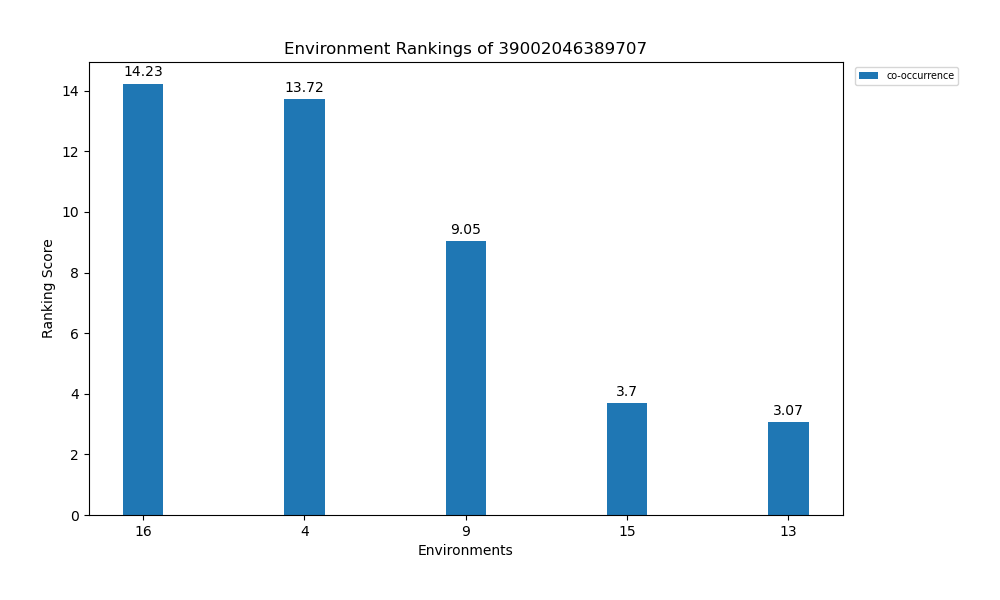 Environment Rankings of 39002046389707
co-occurrence
14.23
13.72
9.05
3.7
3.07
14
12
10
8
6
4
2
0
Ranking Score
16 4 9 15 13
Environments